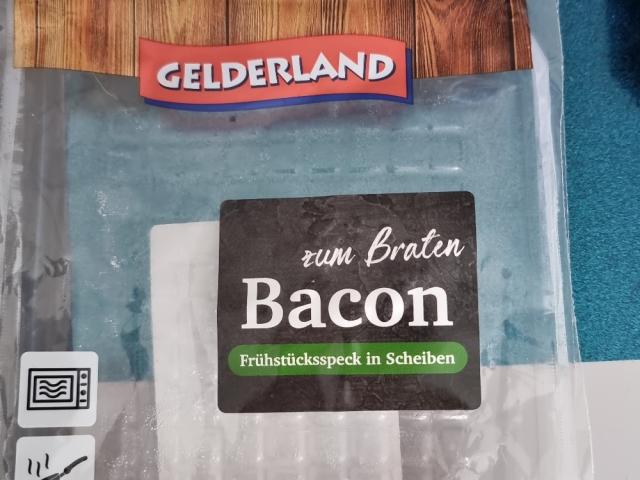 GELDERLAND
zum Braten
Bacon
Frühstücksspeck in Scheiben